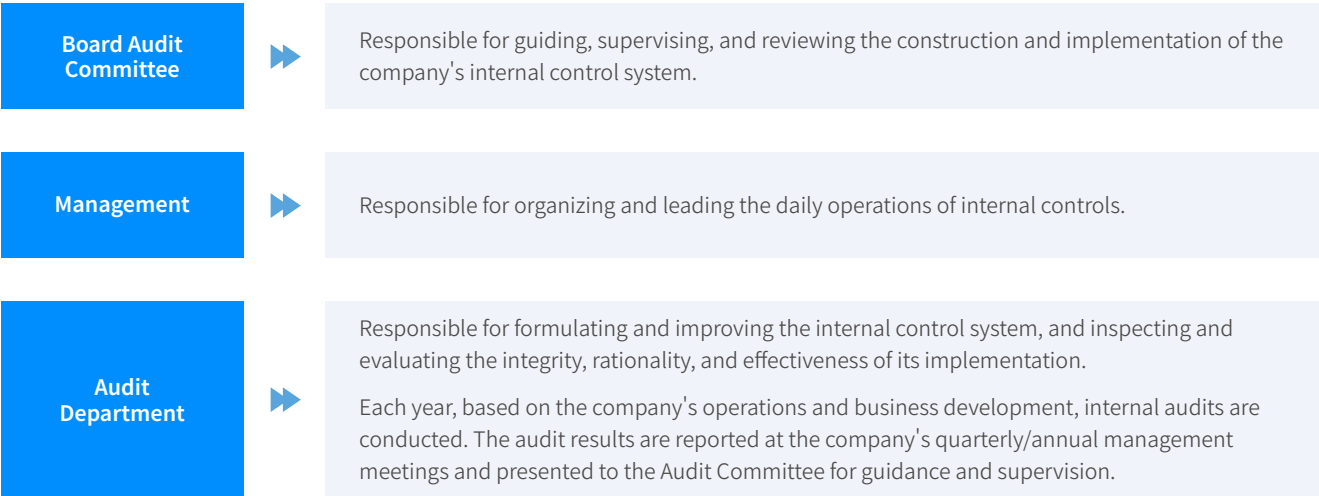 Board Audit
Committee
Responsible for guiding, supervising, and reviewing the construction and implementation of the
company's internal control system.
Management
Responsible for organizing and leading the daily operations of internal controls.
Audit
Department
Responsible for formulating and improving the internal control system, and inspecting and
evaluating the integrity, rationality, and effectiveness of its implementation.
Each year, based on the company's operations and business development, internal audits are
conducted. The audit results are reported at the company's quarterly/annual management
meetings and presented to the Audit Committee for guidance and supervision.